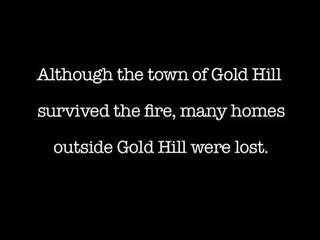 Although the town of Gold Hill
survived the fire, many homes
outside Gold Hill were lost.